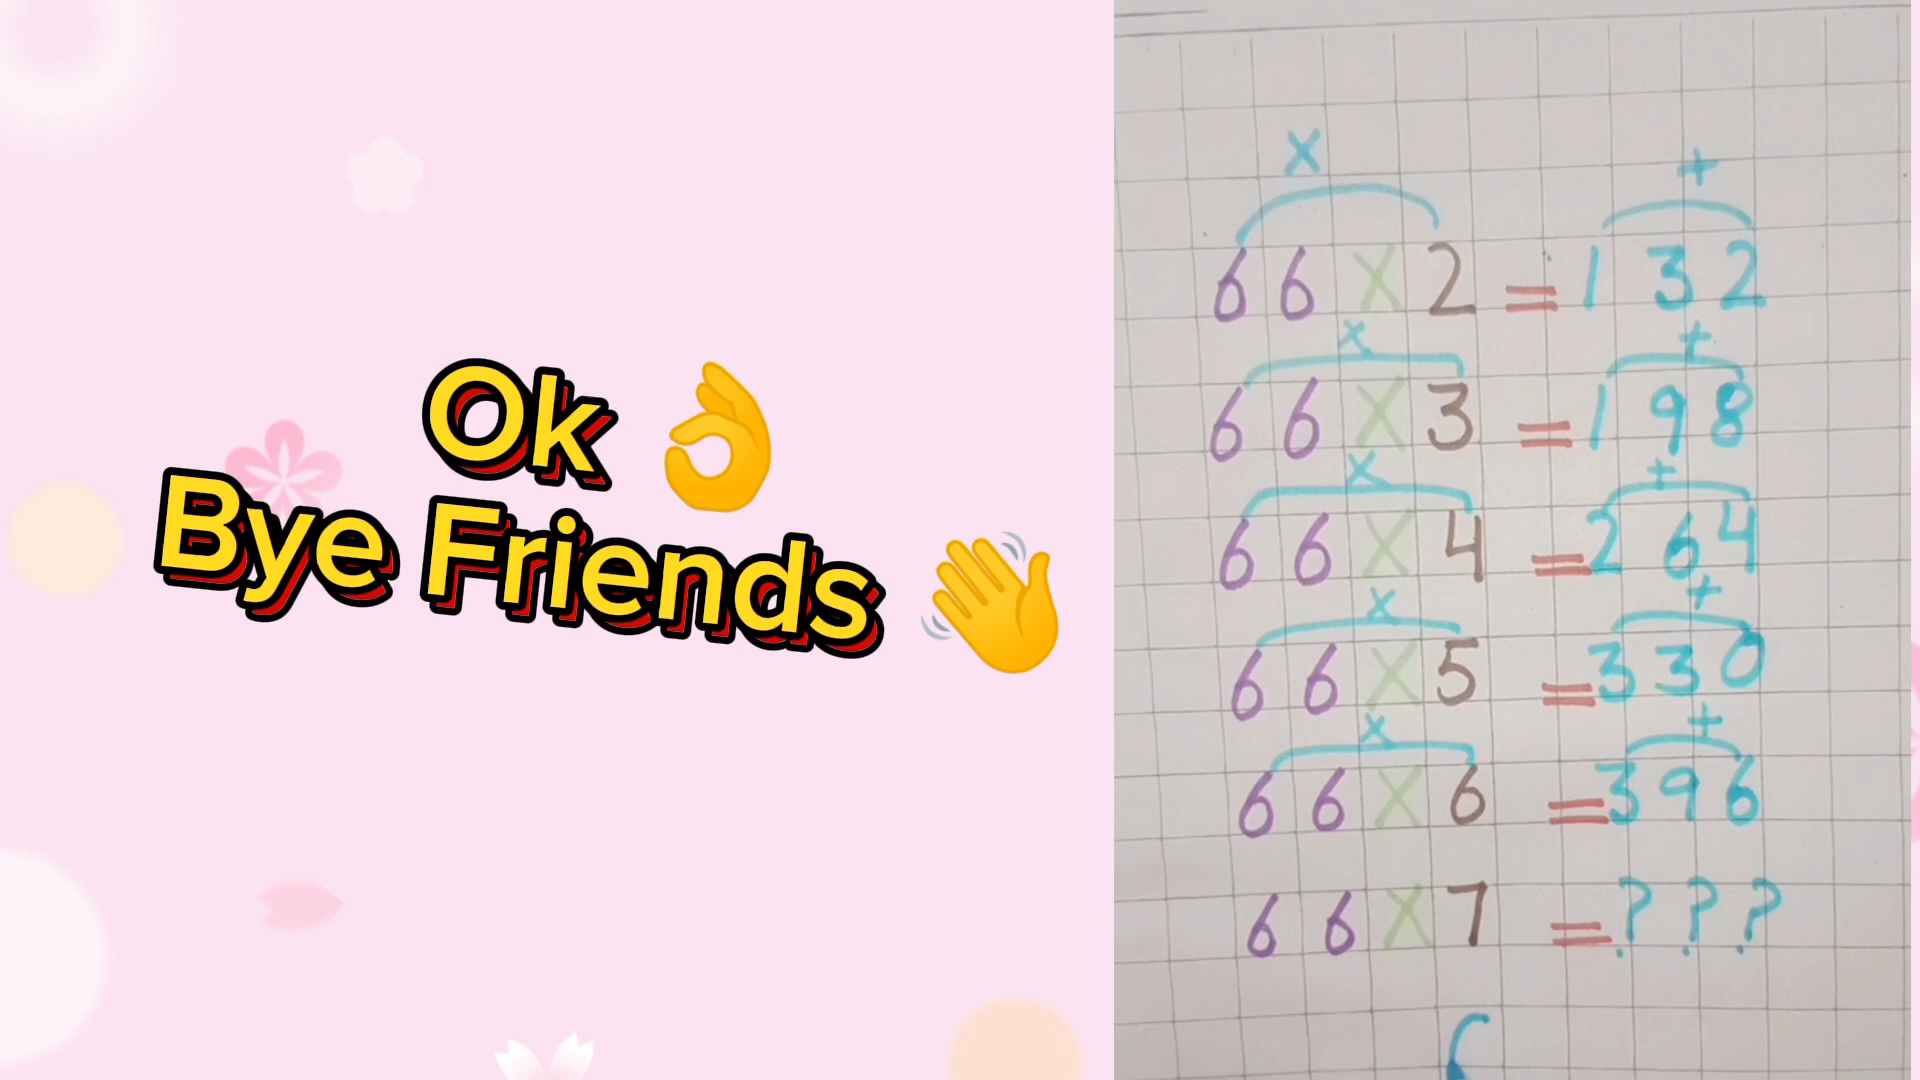 Ok 👌
Bye Friends 👋
x +
66 X 2 = 132
x +
66 X 3 = 198
x +
66 X 4 = 264
x +
66 X 5 = 330
x +
66 X 6 = 396
66 X 7 = ???